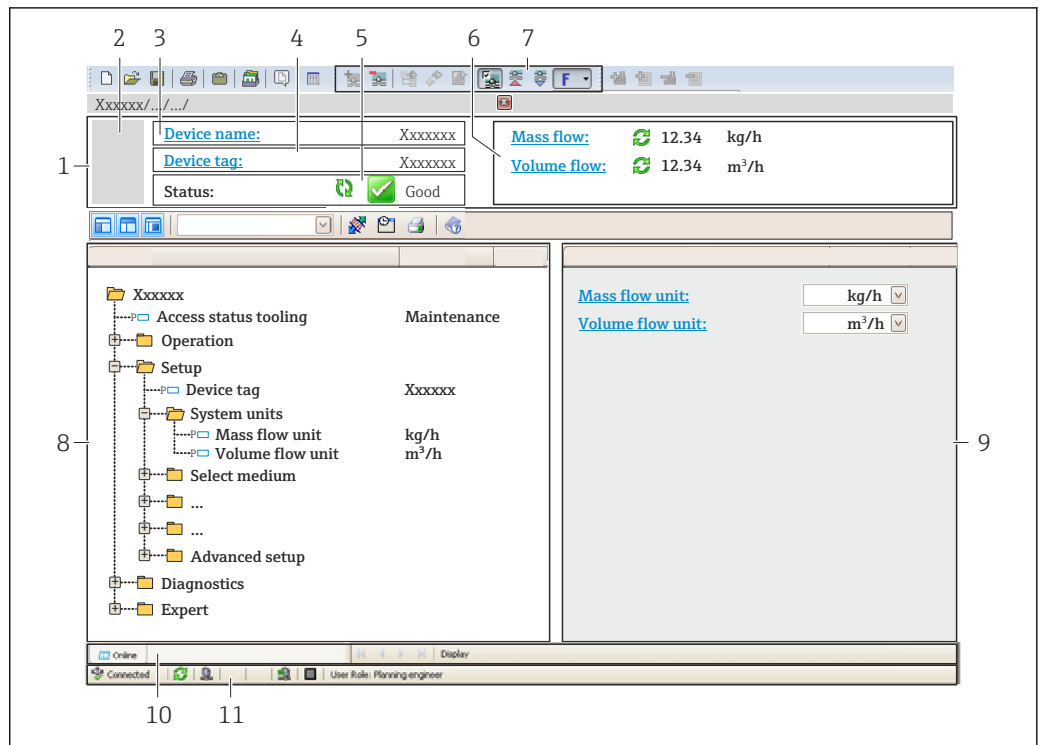 2 3 4 5 6 7
F
Xxxxxx/.../.../
1
Device name: Xxxxxxx
Device tag: Xxxxxxx
Status: Good
Mass flow: 12.34 kg/h
Volume flow: 12.34 m³/h
Xxxxxx
P Access status tooling Maintenance
Operation
Setup
P Device tag Xxxxxx
System units
P Mass flow unit kg/h
P Volume flow unit m³/h
Select medium
...
...
Advanced setup
Diagnostics
Expert
8
Mass flow unit: kg/h
Volume flow unit: m³/h
9
Online Display
Connected User Role: Planning engineer
10 11